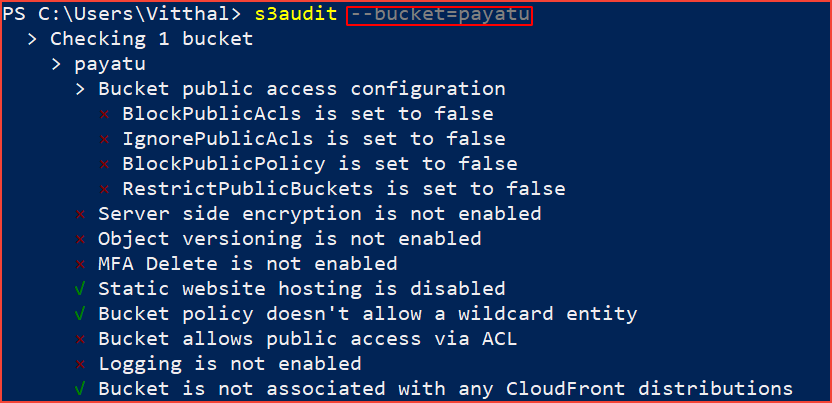 PS C:\Users\Vitthal> s3audit --bucket=payatu
> Checking 1 bucket
> payatu
> Bucket public access configuration
× BlockPublicAcls is set to false
× IgnorePublicAcls is set to false
× BlockPublicPolicy is set to false
× RestrictPublicBuckets is set to false
× Server side encryption is not enabled
× Object versioning is not enabled
× MFA Delete is not enabled
√ Static website hosting is disabled
√ Bucket policy doesn't allow a wildcard entity
× Bucket allows public access via ACL
× Logging is not enabled
√ Bucket is not associated with any CloudFront distributions